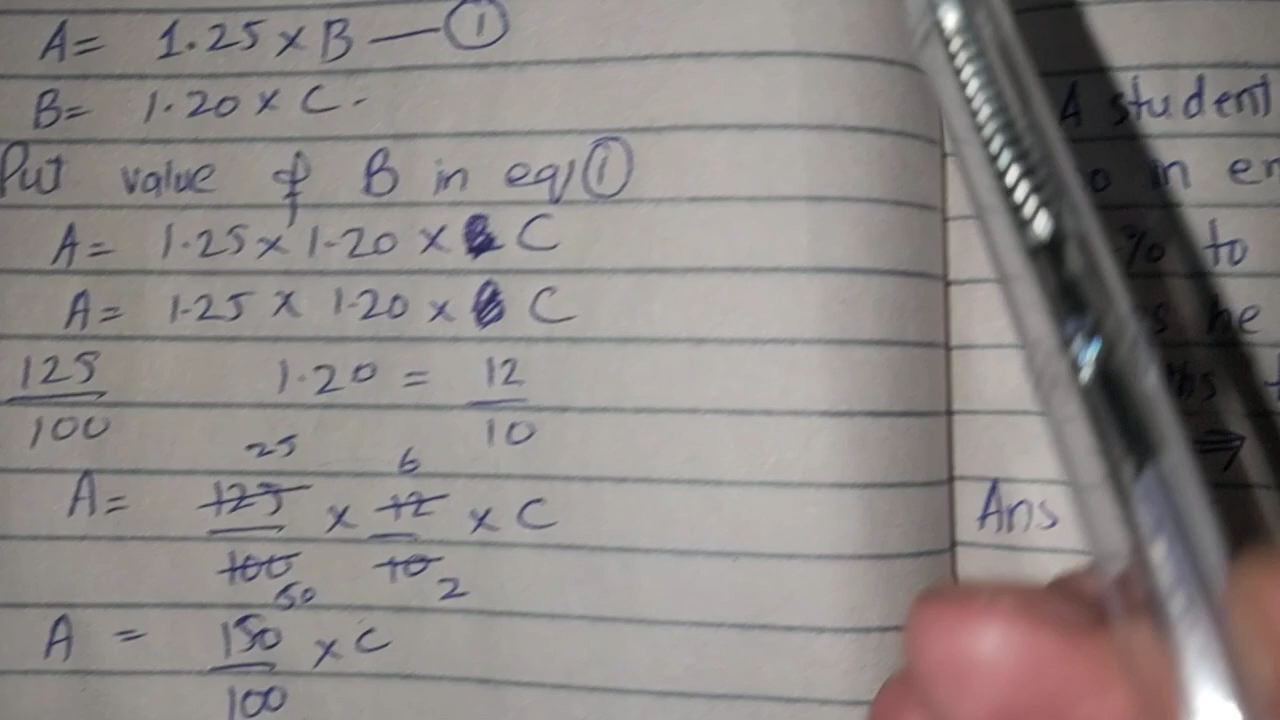 A = 1.25 × B — ①
B = 1.20 × C .
Put value of B in eq ①
A = 1.25 × 1.20 × C
A = 1.25 × 1.20 × C
125/100 1.20 = 12/10
25 6
A = 125/100 × 12/10 × C
50 2
A = 150/100 × C
A student
in
% to
he
⇒
Ans